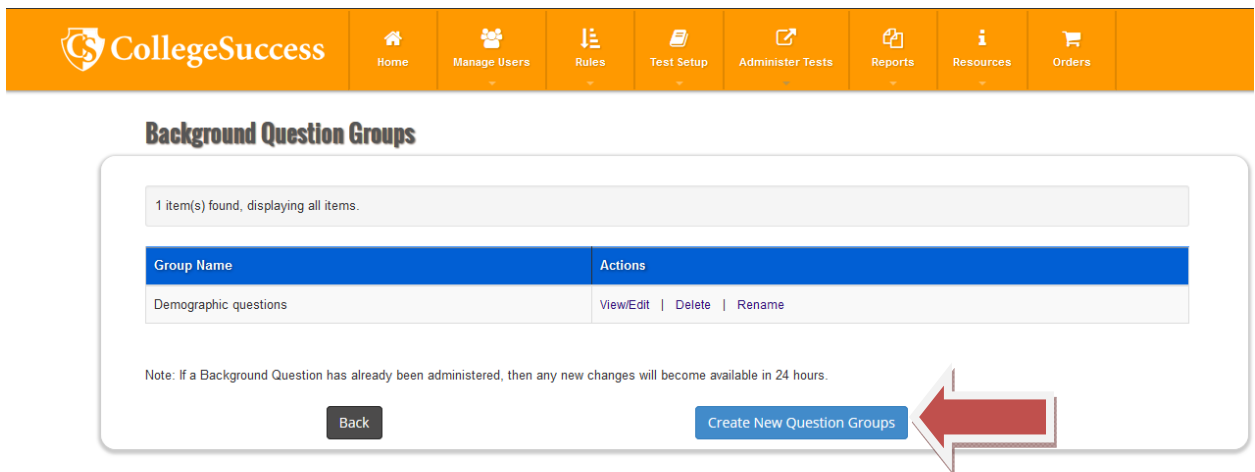 CS CollegeSuccess
Home
Manage Users
Rules
Test Setup
Administer Tests
Reports
Resources
Orders
Background Question Groups
1 item(s) found, displaying all items.
Group Name Actions
Demographic questions View/Edit | Delete | Rename
Note: If a Background Question has already been administered, then any new changes will become available in 24 hours.
Back Create New Question Groups